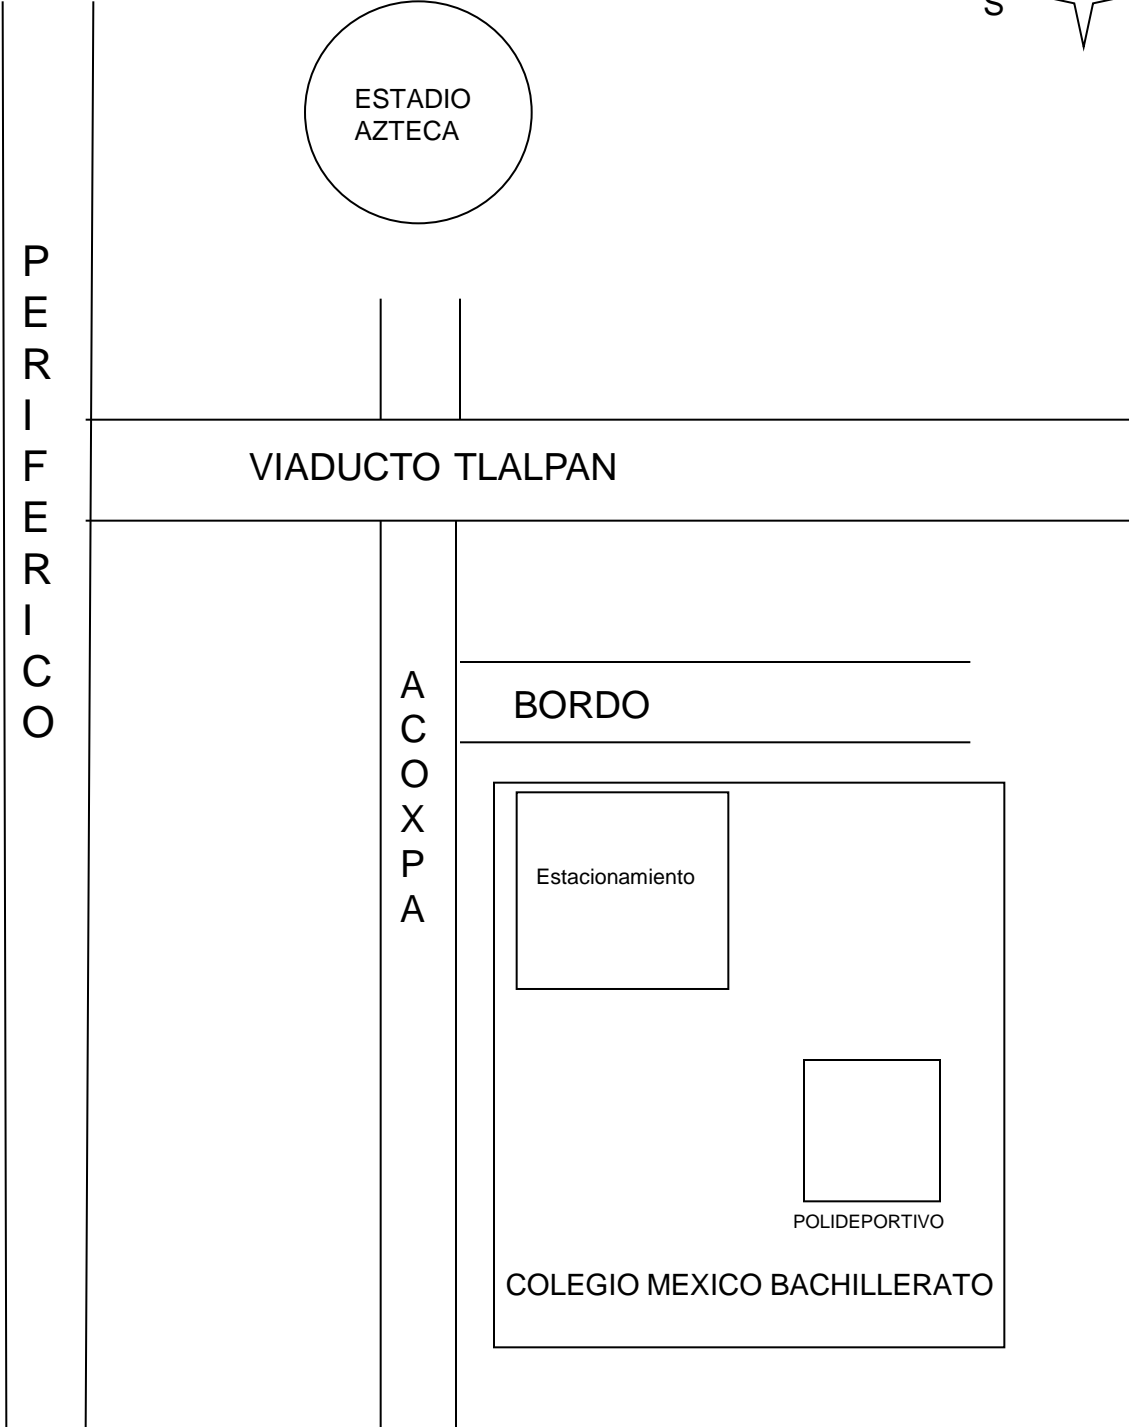 S
ESTADIO
AZTECA
PERIFERICO
VIADUCTO TLALPAN
ACOXPA
BORDO
Estacionamiento
POLIDEPORTIVO
COLEGIO MEXICO BACHILLERATO